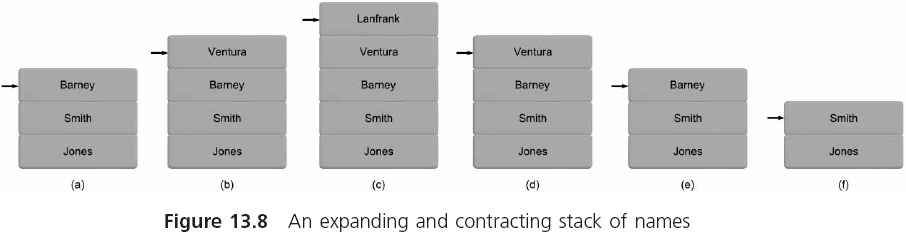 Lanfrank
Ventura Ventura Ventura
Barney Barney Barney Barney Barney
Smith Smith Smith Smith Smith Smith
Jones Jones Jones Jones Jones Jones
(a) (b) (c) (d) (e) (f)
Figure 13.8 An expanding and contracting stack of names